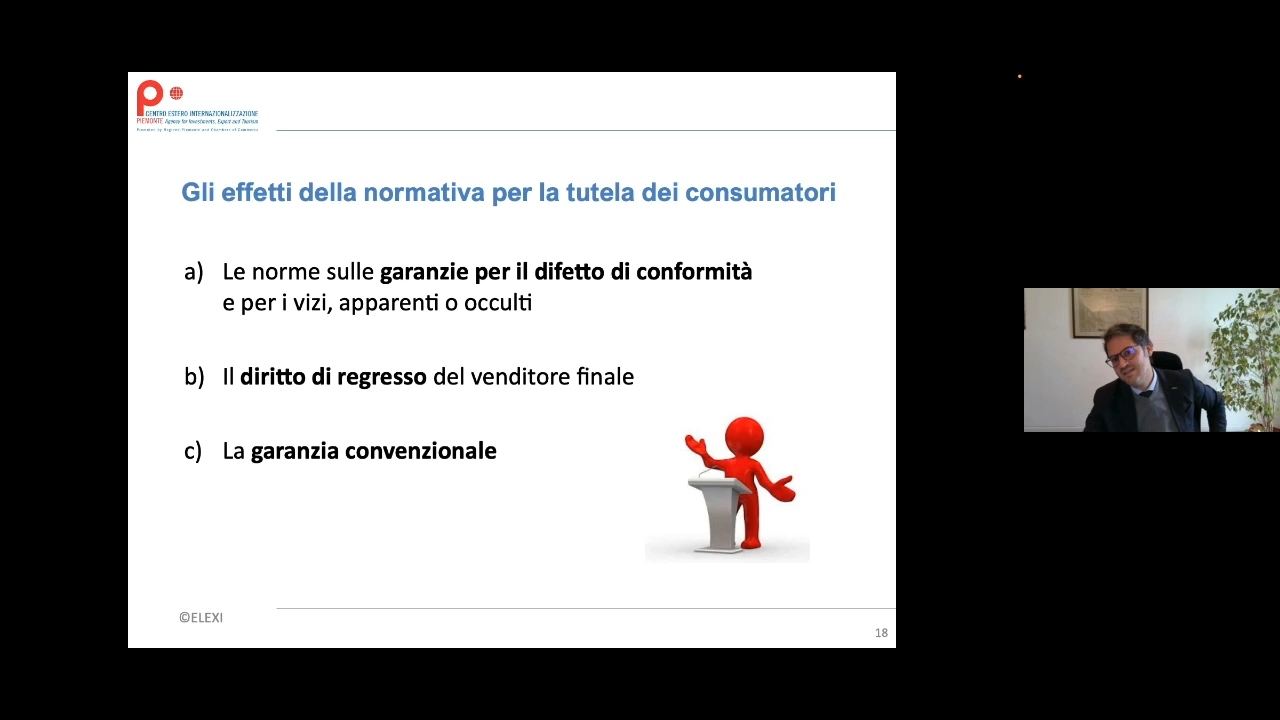 CENTRO ESTERO INTERNAZIONALIZZAZIONE
PIEMONTE Agency for Investments, Export and Tourism
Promoted by Regione Piemonte and Chambers of Commerce
Gli effetti della normativa per la tutela dei consumatori
a) Le norme sulle garanzie per il difetto di conformità
e per i vizi, apparenti o occulti
b) Il diritto di regresso del venditore finale
c) La garanzia convenzionale
©ELEXI
18